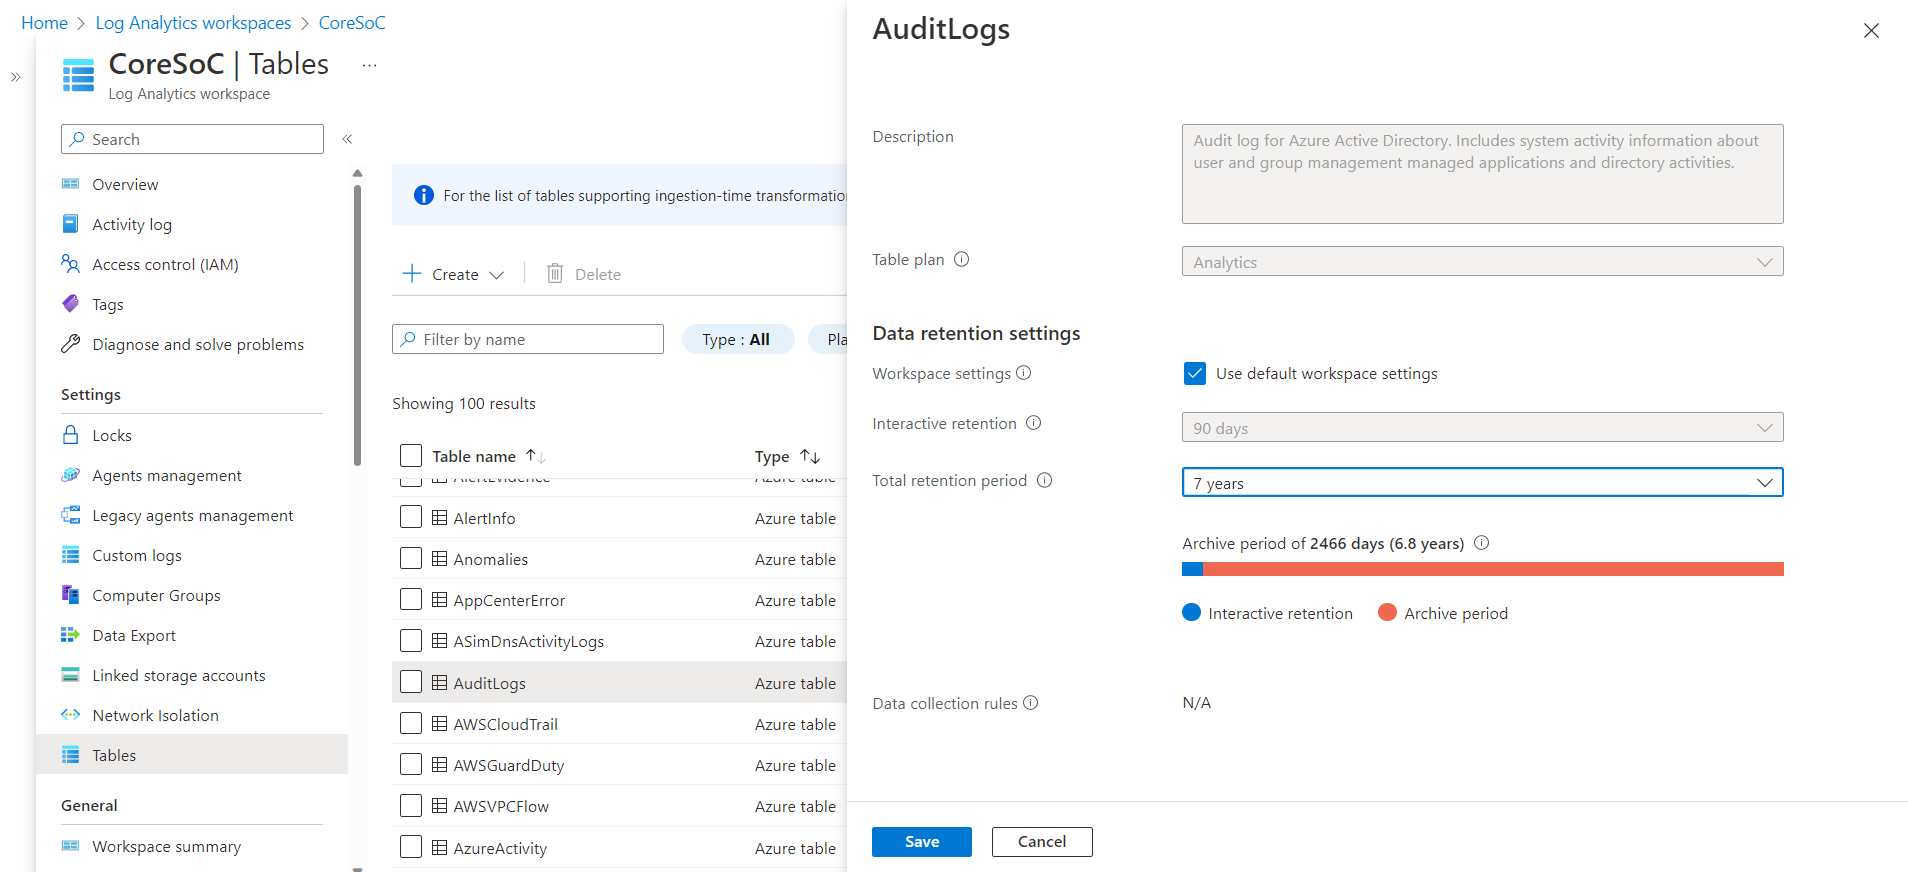 Home > Log Analytics workspaces > CoreSoC
CoreSoC | Tables ...
Log Analytics workspace
Search
Overview
Activity log
Access control (IAM)
Tags
Diagnose and solve problems
Settings
Locks
Agents management
Legacy agents management
Custom logs
Computer Groups
Data Export
Linked storage accounts
Network Isolation
Tables
General
Workspace summary
For the list of tables supporting ingestion-time transformation
Create
Delete
Filter by name
Type : All
Pla
Showing 100 results
Table name Type
AlertEvidence Azure table
AlertInfo Azure table
Anomalies Azure table
AppCenterError Azure table
ASimDnsActivityLogs Azure table
AuditLogs Azure table
AWSCloudTrail Azure table
AWSGuardDuty Azure table
AWSVPCFlow Azure table
AzureActivity Azure table
AuditLogs
Description
Audit log for Azure Active Directory. Includes system activity information about
user and group management managed applications and directory activities.
Table plan
Analytics
Data retention settings
Workspace settings
Use default workspace settings
Interactive retention
90 days
Total retention period
7 years
Archive period of 2466 days (6.8 years)
Interactive retention
Archive period
Data collection rules
N/A
Save
Cancel